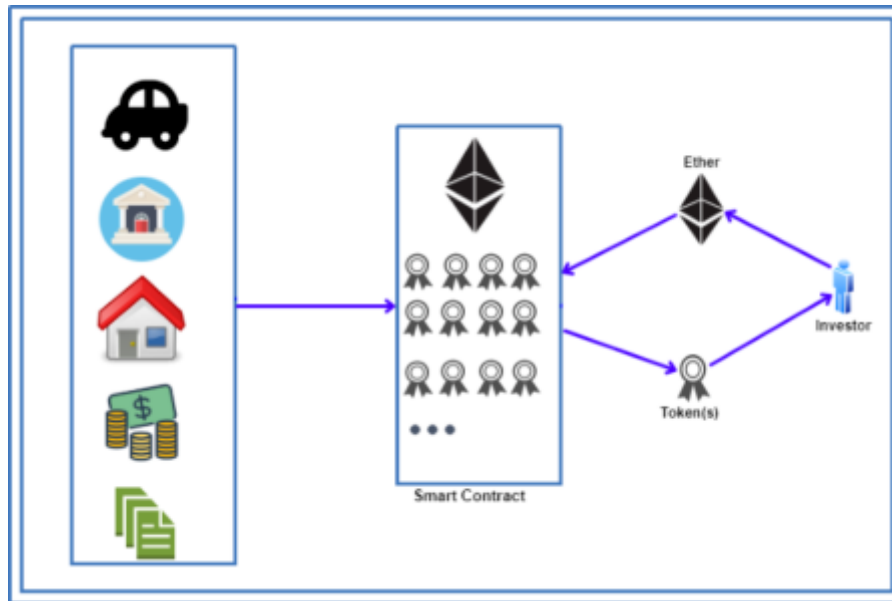 Ether
Investor
Token(s)
Smart Contract
$